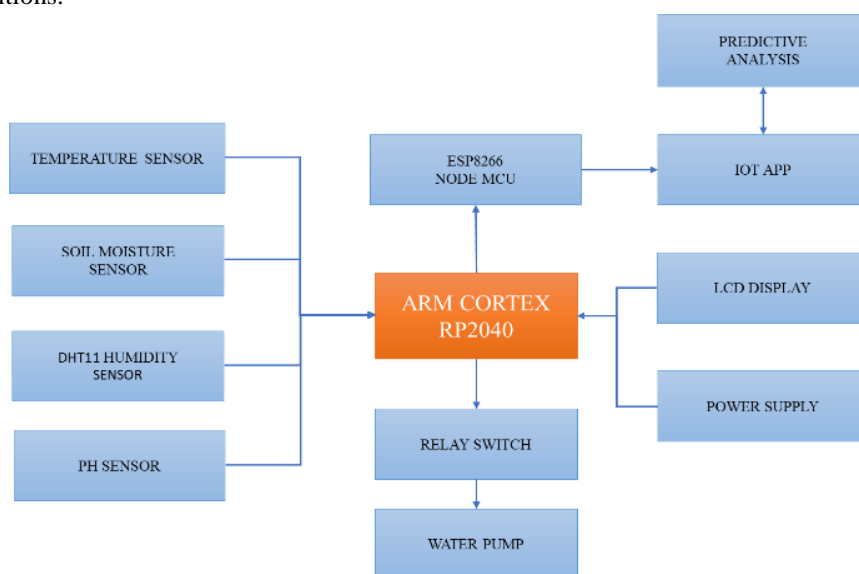 itions.
PREDICTIVE
ANALYSIS
TEMPERATURE SENSOR
ESP8266
NODE MCU
IOT APP
SOIL MOISTURE
SENSOR
ARM CORTEX
RP2040
LCD DISPLAY
DHT11 HUMIDITY
SENSOR
POWER SUPPLY
RELAY SWITCH
PH SENSOR
WATER PUMP